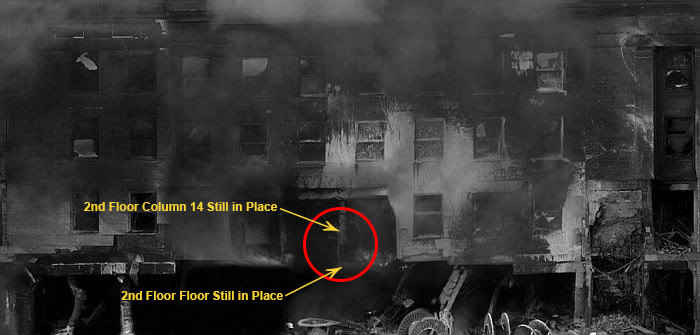 2nd Floor Column 14 Still in Place
2nd Floor Floor Still in Place